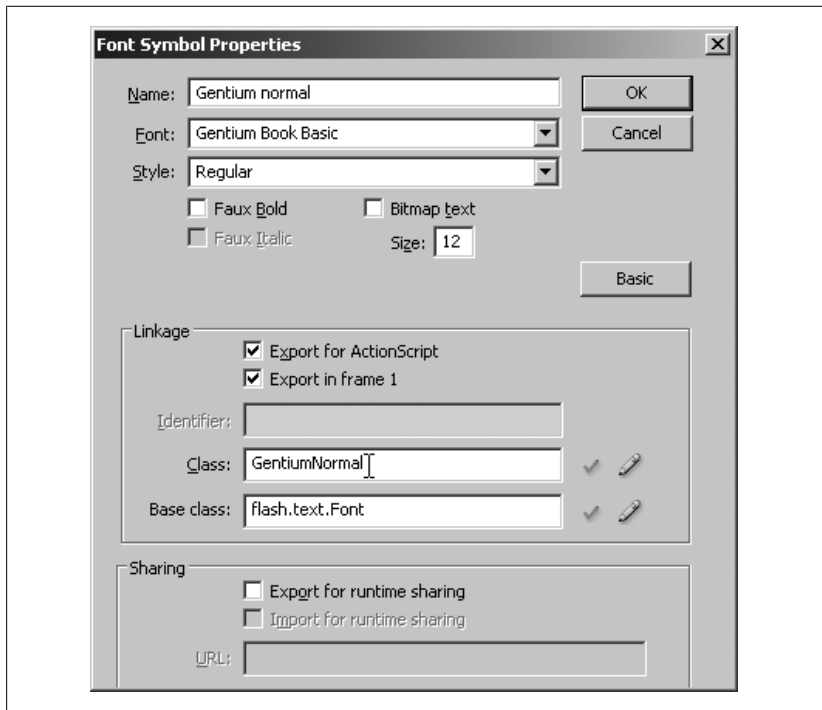 Font Symbol Properties
Name: Gentium normal OK
Font: Gentium Book Basic Cancel
Style: Regular
Faux Bold Bitmap text
Faux Italic Size: 12
Basic
Linkage
Export for ActionScript
Export in frame 1
Identifier:
Class: GentiumNormal
Base class: flash.text.Font
Sharing
Export for runtime sharing
Import for runtime sharing
URL: